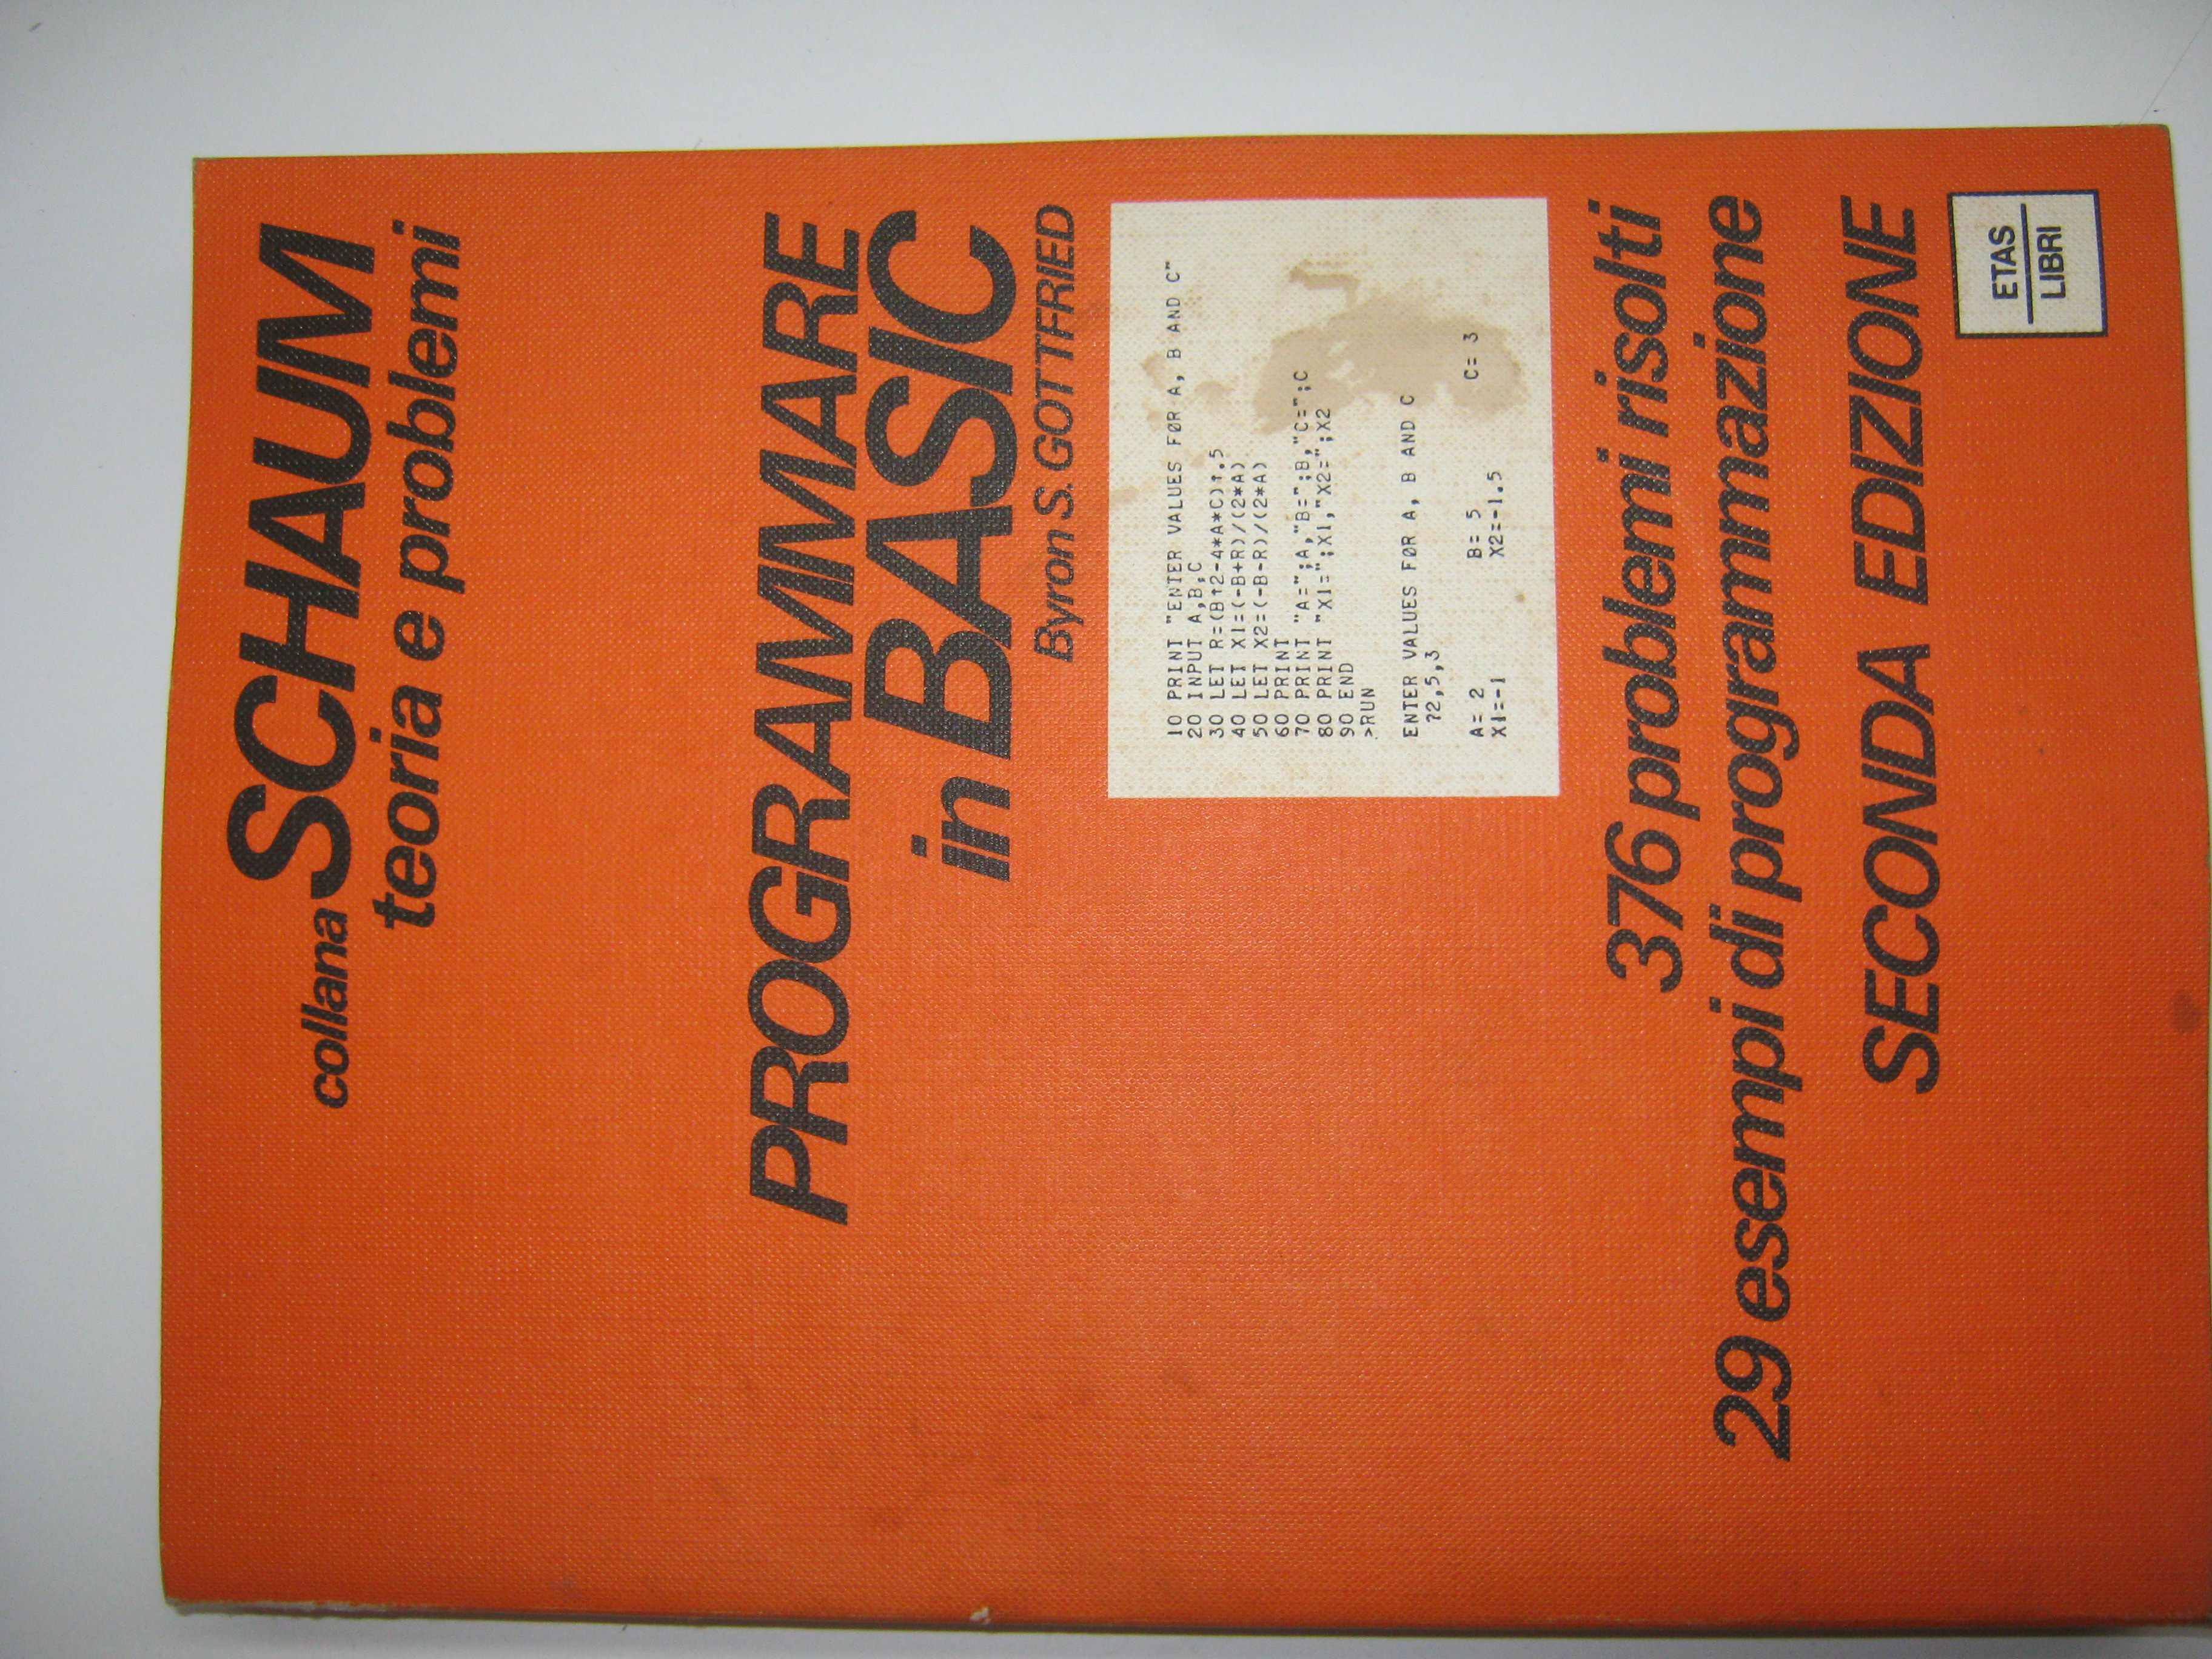 collana SCHAUM
teoria e problemi
PROGRAMMARE
in BASIC
Byron S. GOTTFRIED
10 PRINT "ENTER VALUES FØR A, B AND C"
20 INPUT A,B,C
30 LET R=(B↑2-4*A*C)↑.5
40 LET X1=(-B+R)/(2*A)
50 LET X2=(-B-R)/(2*A)
60 PRINT
70 PRINT "A=";A,"B=";B,"C=";C
80 PRINT "X1=";X1,"X2=";X2
90 END
>RUN
ENTER VALUES FØR A, B AND C
?2,5,3
A= 2 B= 5 C= 3
X1=-1 X2=-1.5
376 problemi risolti
29 esempi di programmazione
SECONDA EDIZIONE
ETAS
LIBRI